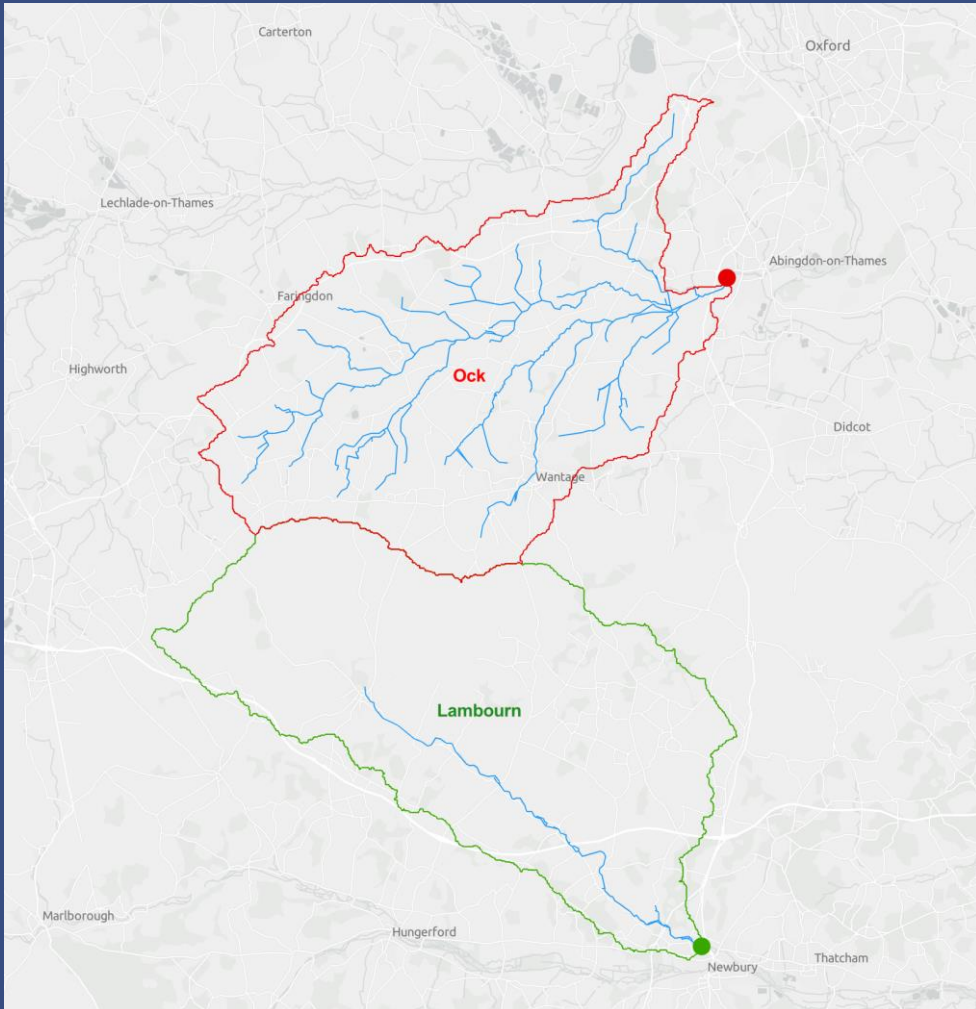 Carterton
Oxford
Lechlade-on-Thames
Abingdon-on-Thames
Faringdon
Highworth
Ock
Didcot
Wantage
Lambourn
Marlborough
Hungerford
Thatcham
Newbury